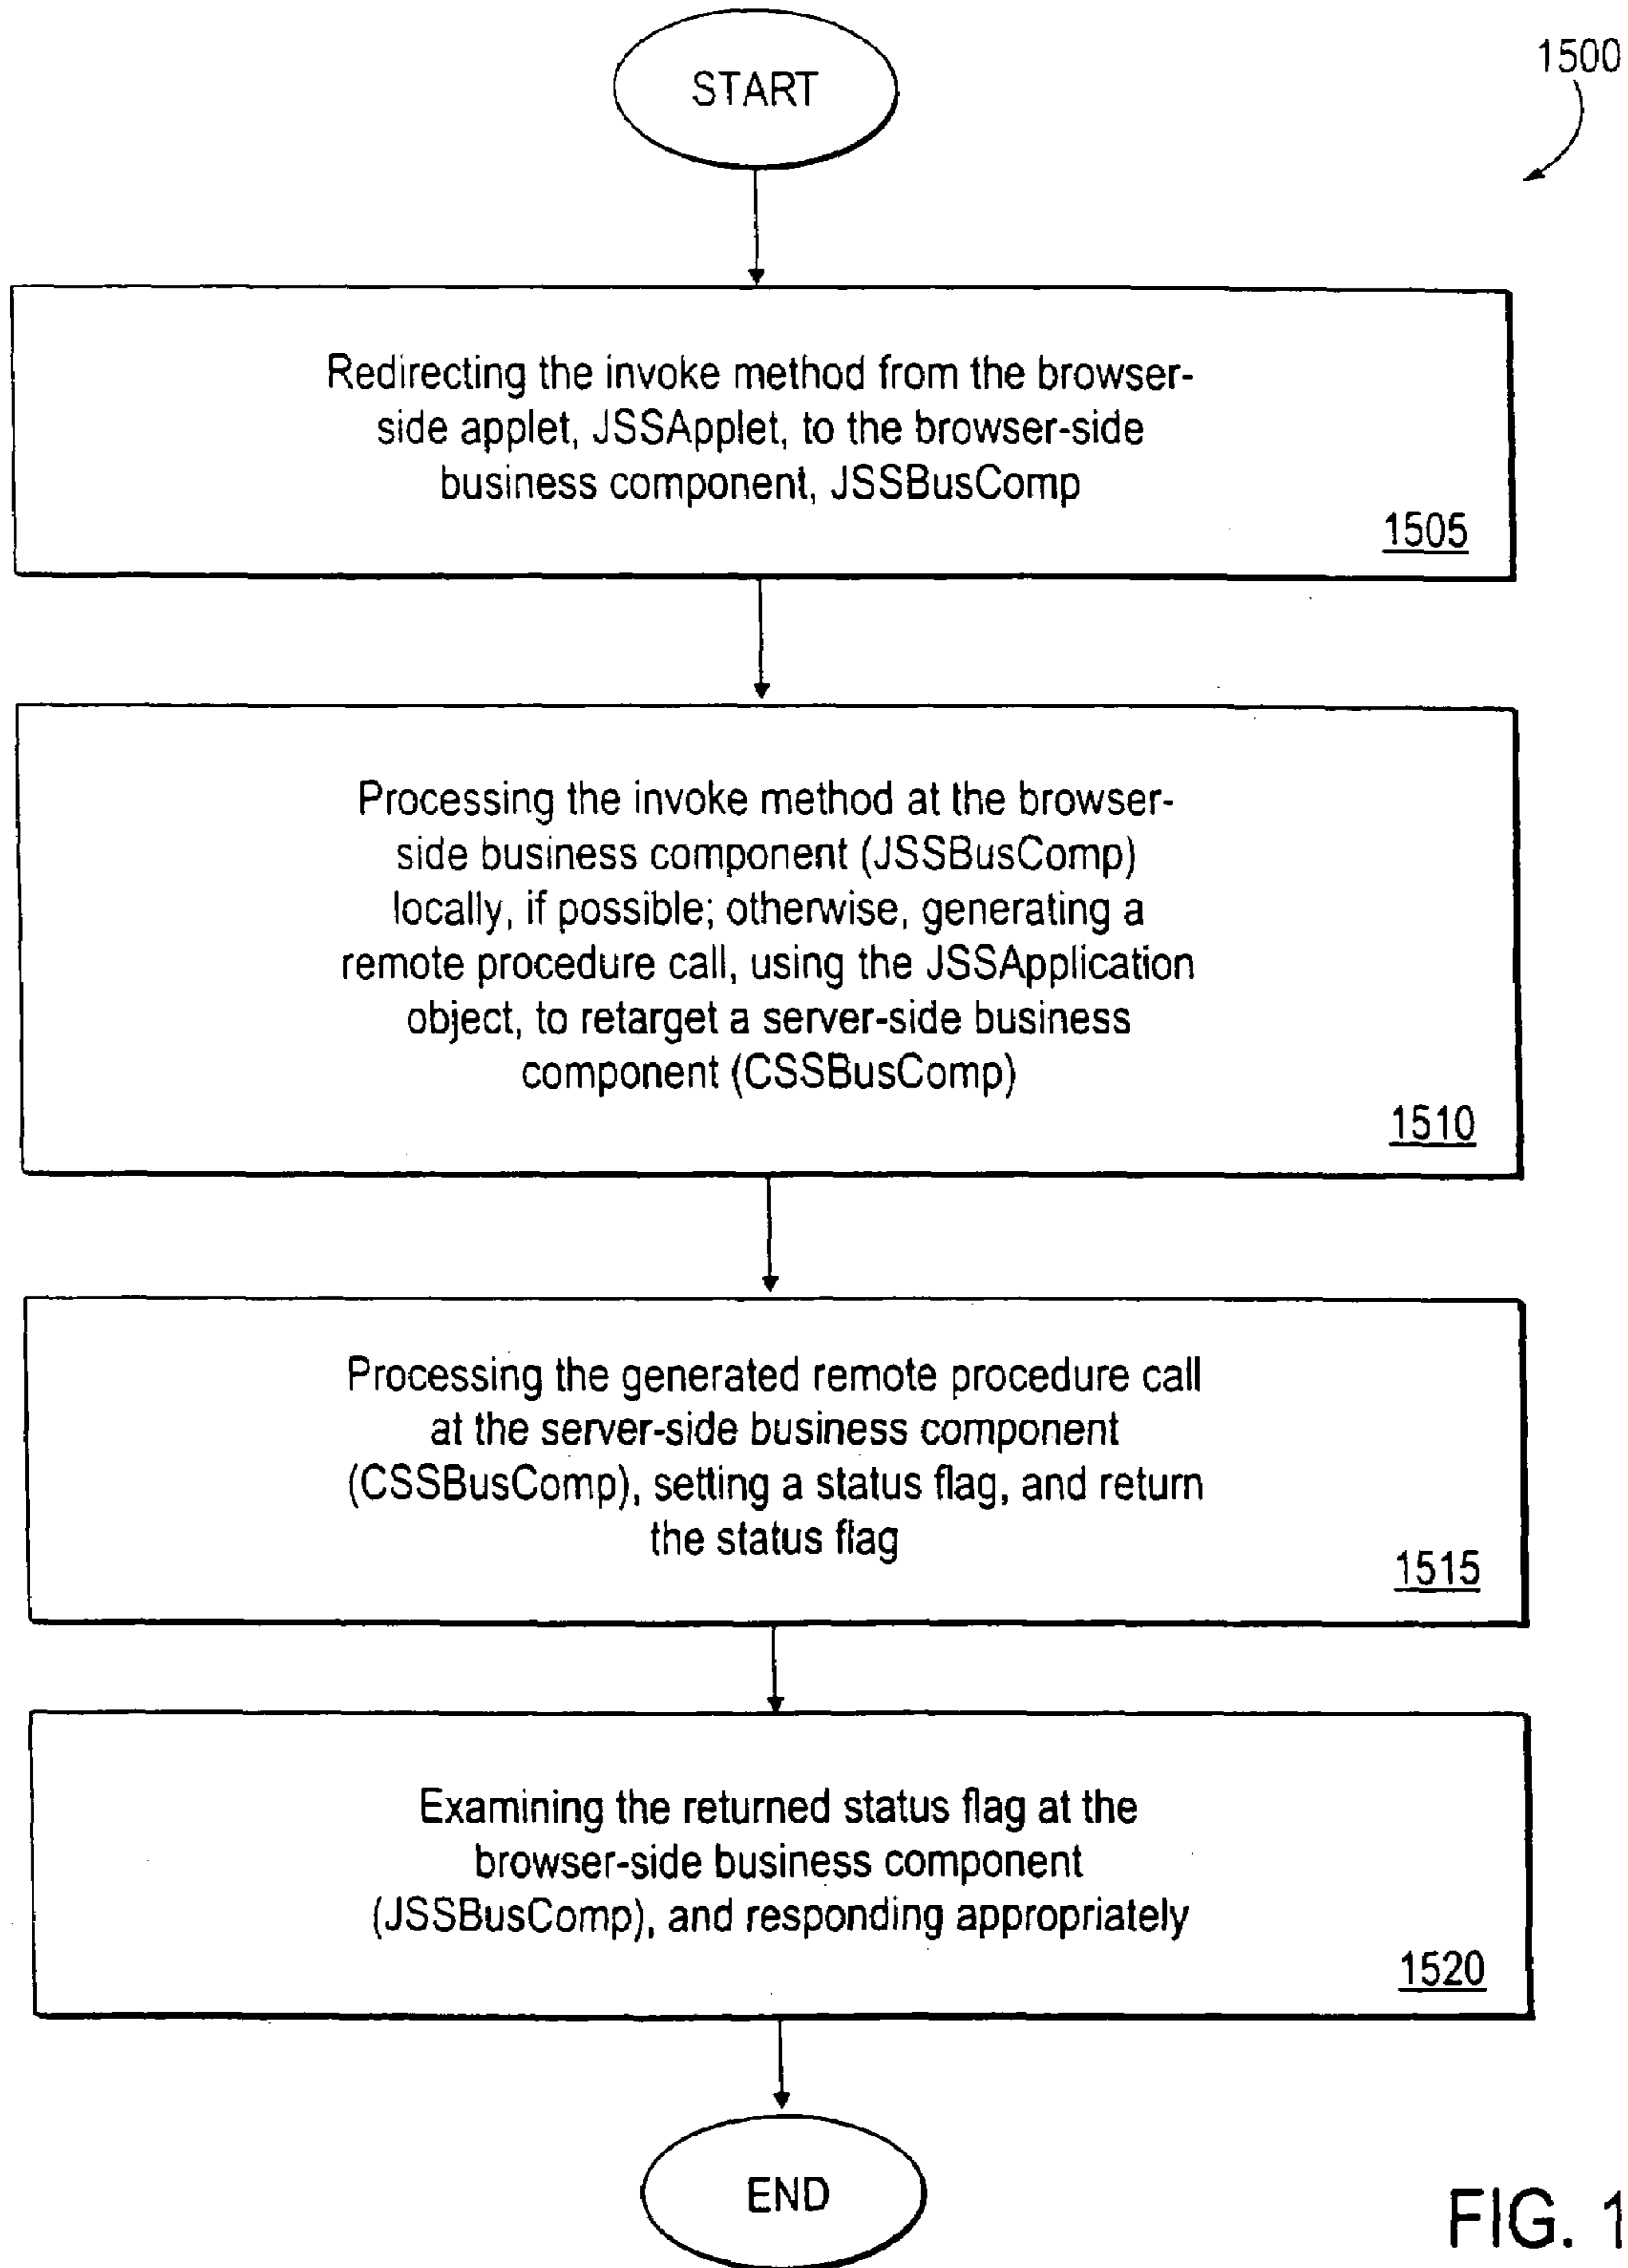 START
1500
Redirecting the invoke method from the browser-
side applet, JSSApplet, to the browser-side
business component, JSSBusComp
1505
Processing the invoke method at the browser-
side business component (JSSBusComp)
locally, if possible; otherwise, generating a
remote procedure call, using the JSSApplication
object, to retarget a server-side business
component (CSSBusComp)
1510
Processing the generated remote procedure call
at the server-side business component
(CSSBusComp), setting a status flag, and return
the status flag
1515
Examining the returned status flag at the
browser-side business component
(JSSBusComp), and responding appropriately
1520
END
FIG. 1